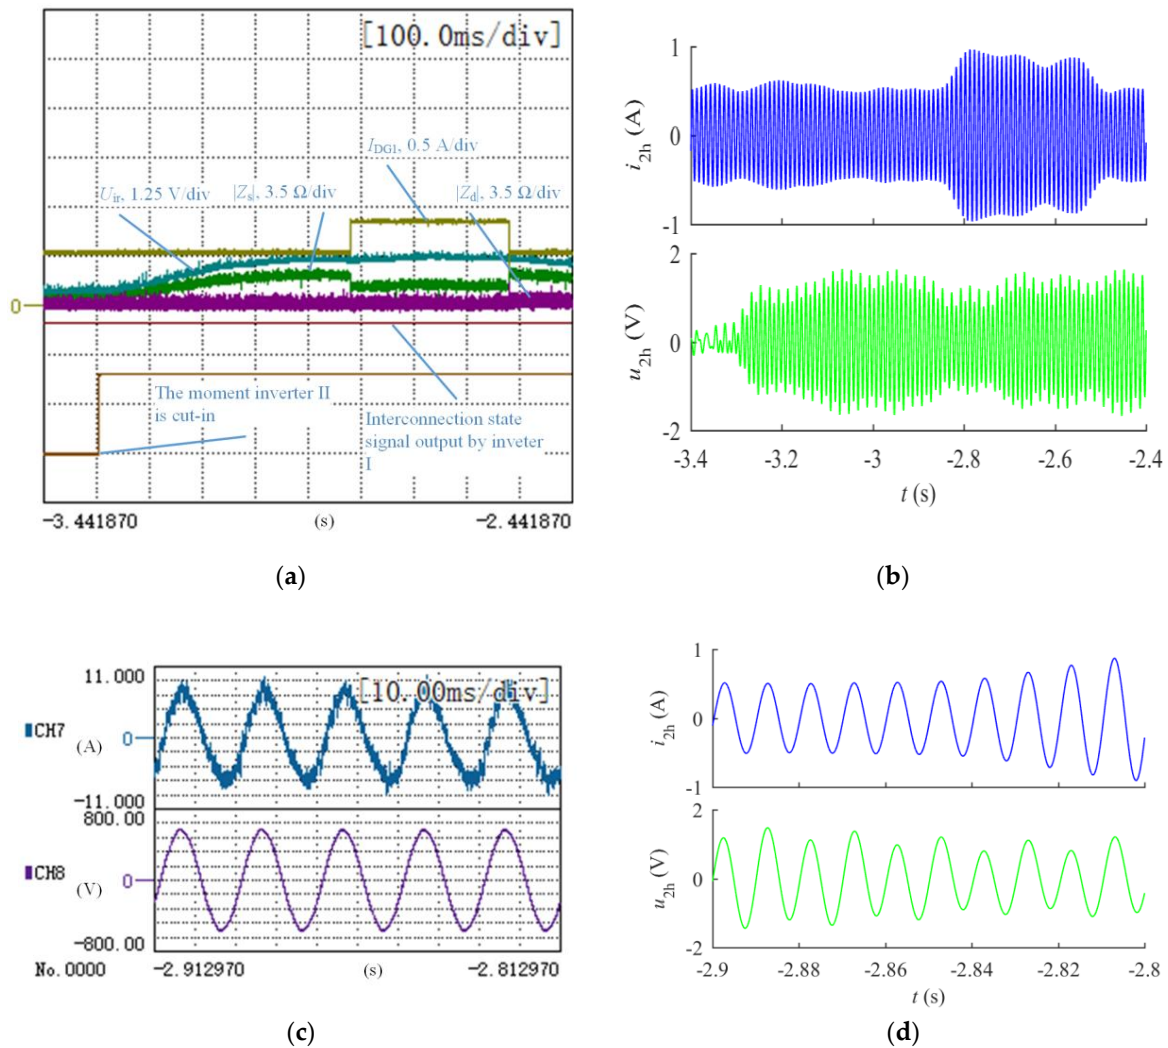 [100.0ms/div]
I_DG1, 0.5 A/div
U_ir, 1.25 V/div
|Z_s|, 3.5 Ω/div
|Z_d|, 3.5 Ω/div
0
The moment inverter II
is cut-in
Interconnection state
signal output by inveter
I
-3.441870
(s)
-2.441870
(a)
1
0
-1
i_2h (A)
2
0
-2
u_2h (V)
-3.4
-3.2
-3
-2.8
-2.6
-2.4
t (s)
(b)
[10.00ms/div]
11.000
CH7
(A)
0
-11.000
800.00
CH8
(V)
0
-800.00
No.0000
-2.912970
(s)
-2.812970
(c)
1
0
-1
i_2h (A)
2
0
-2
u_2h (V)
-2.9
-2.88
-2.86
-2.84
-2.82
-2.8
t (s)
(d)